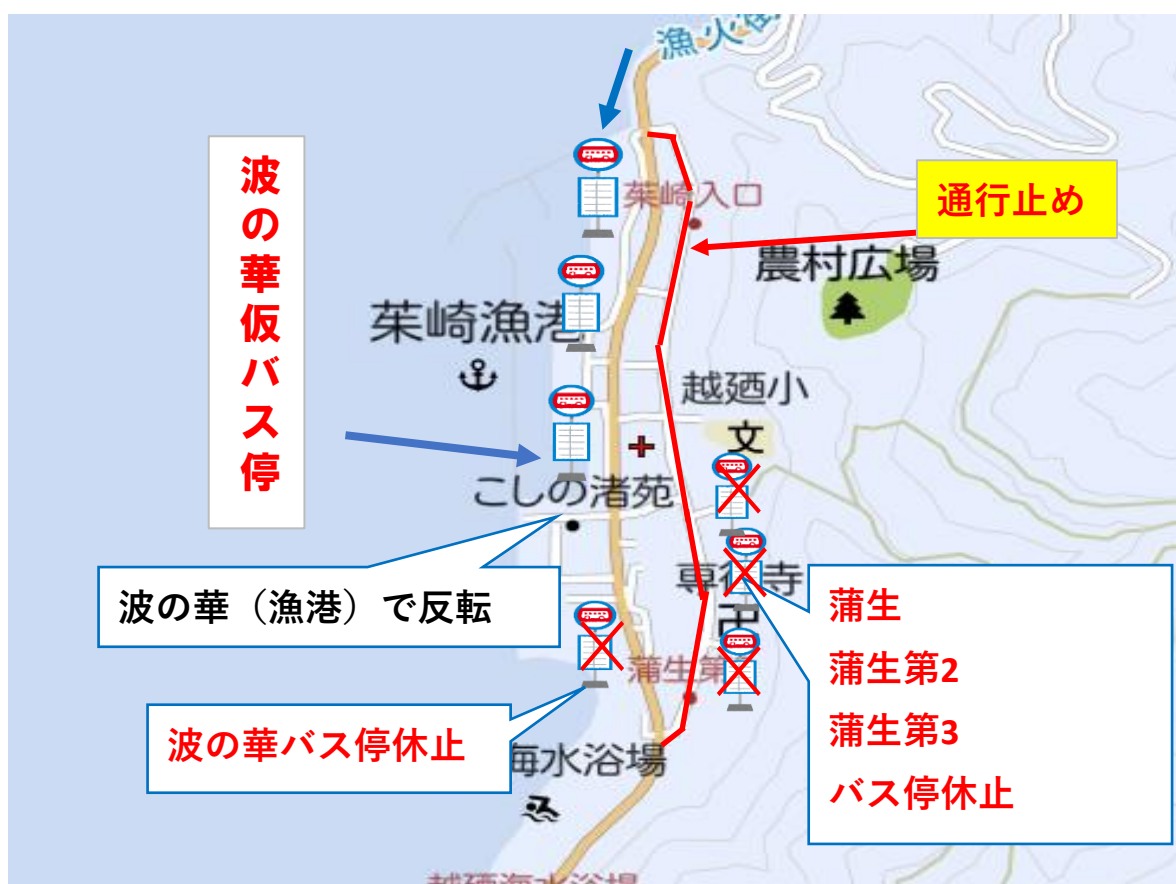 漁火街
波の華仮バス停
茱崎入口
通行止め
農村広場
茱崎漁港
越廼小
文
こしの渚苑
波の華（漁港）で反転
蒲生
蒲生第2
蒲生第3
バス停休止
蒲生第
波の華バス停休止
海水浴場
越廼海水浴場